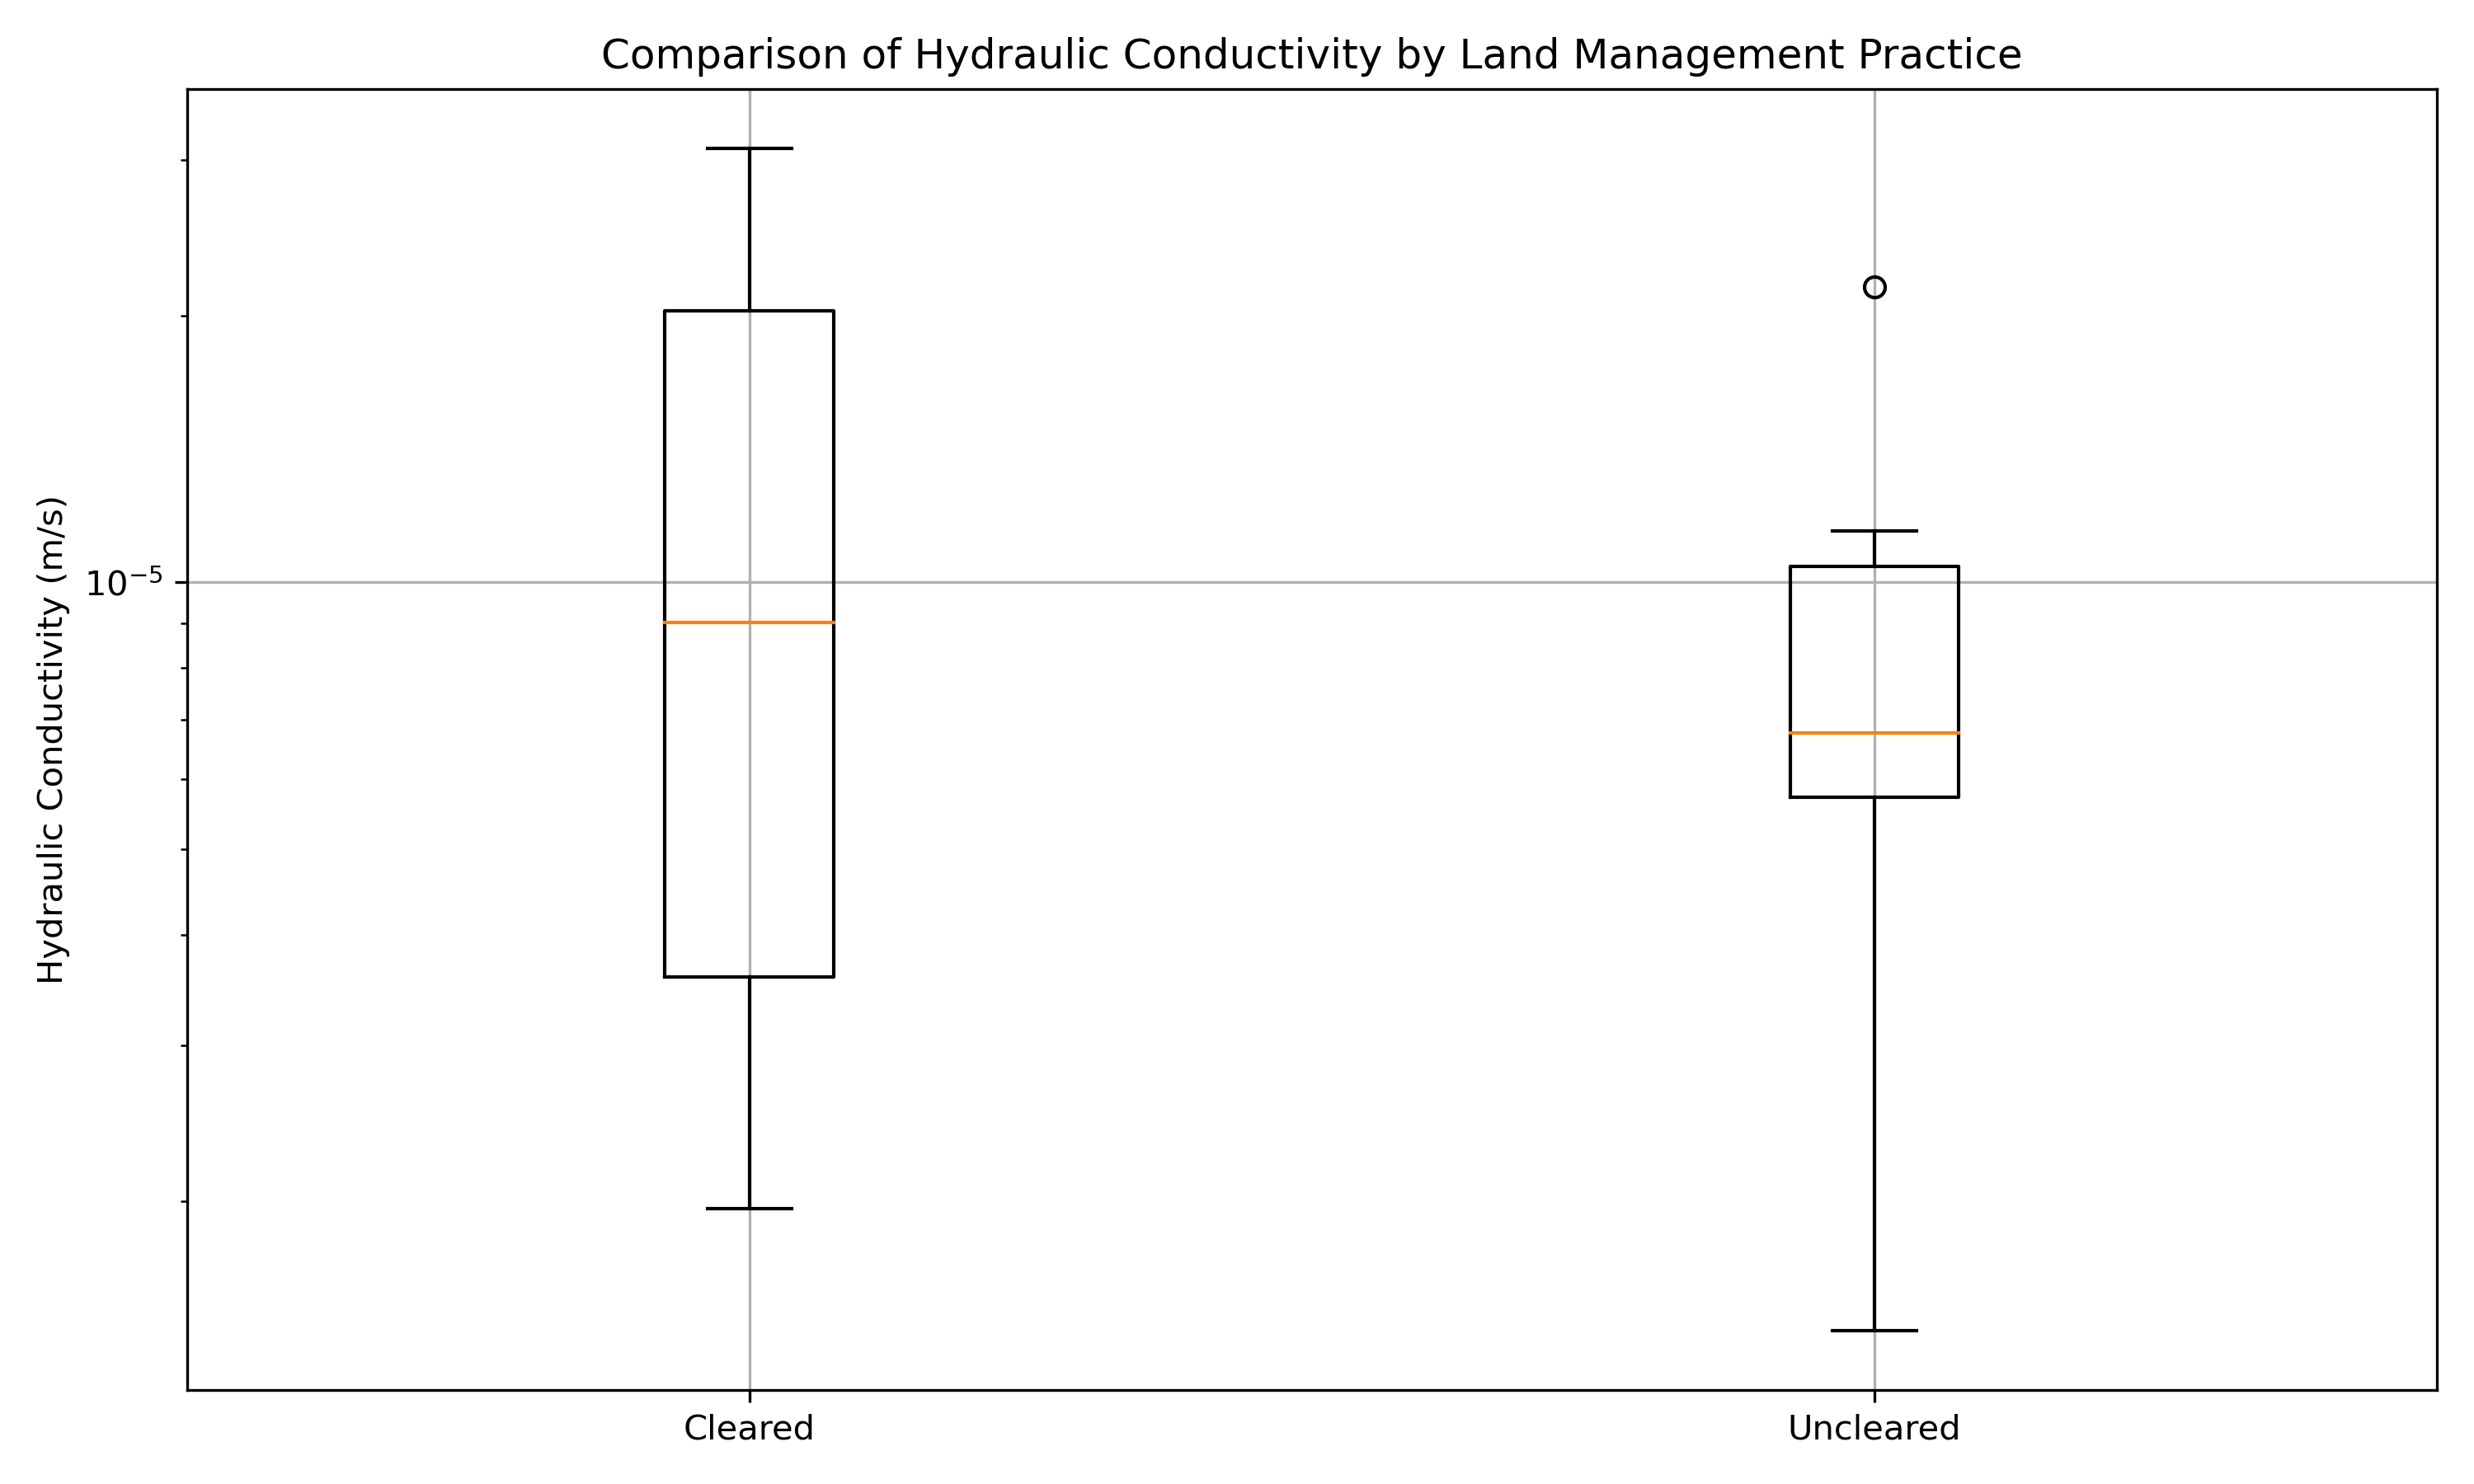 Comparison of Hydraulic Conductivity by Land Management Practice
Hydraulic Conductivity (m/s)
10⁻⁵
Cleared
Uncleared